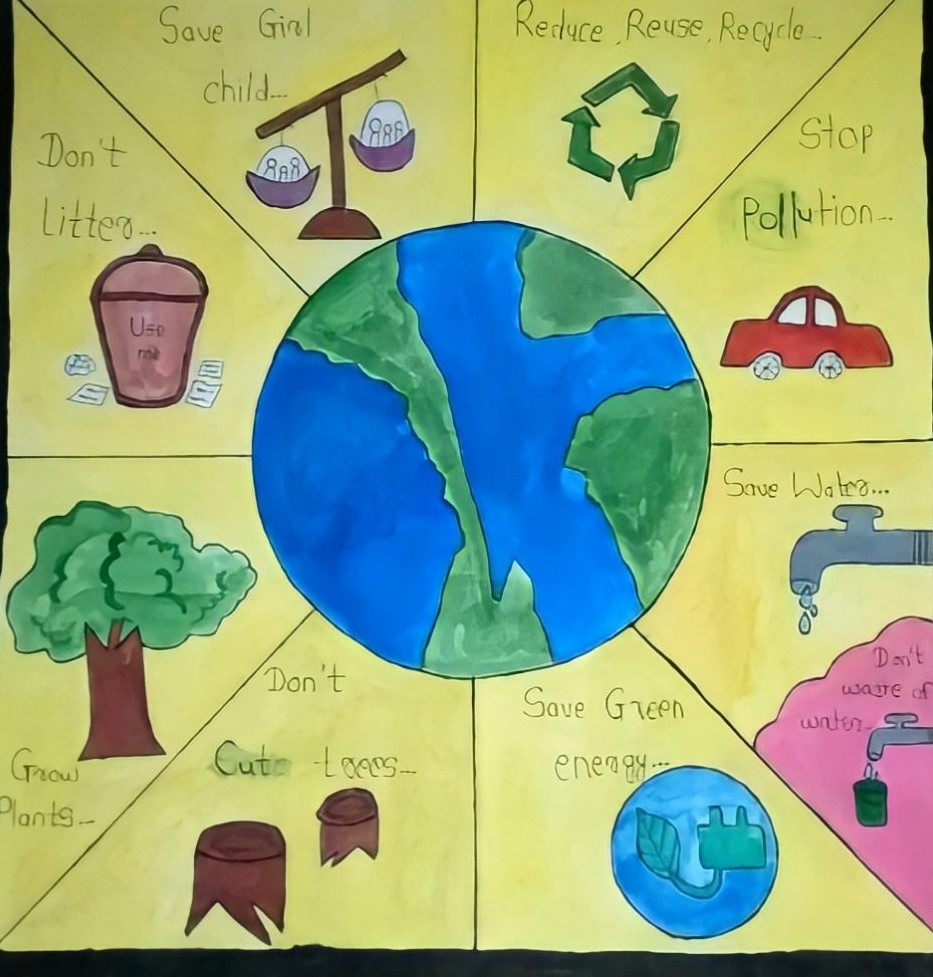 Save Girl
child...
Reduce, Reuse, Recycle...
Stop
Pollution...
Don't
litter...
Use
me
Save Water...
Don't
waste of
water...
Save Green
energy...
Don't
Cut trees...
Grow
Plants...